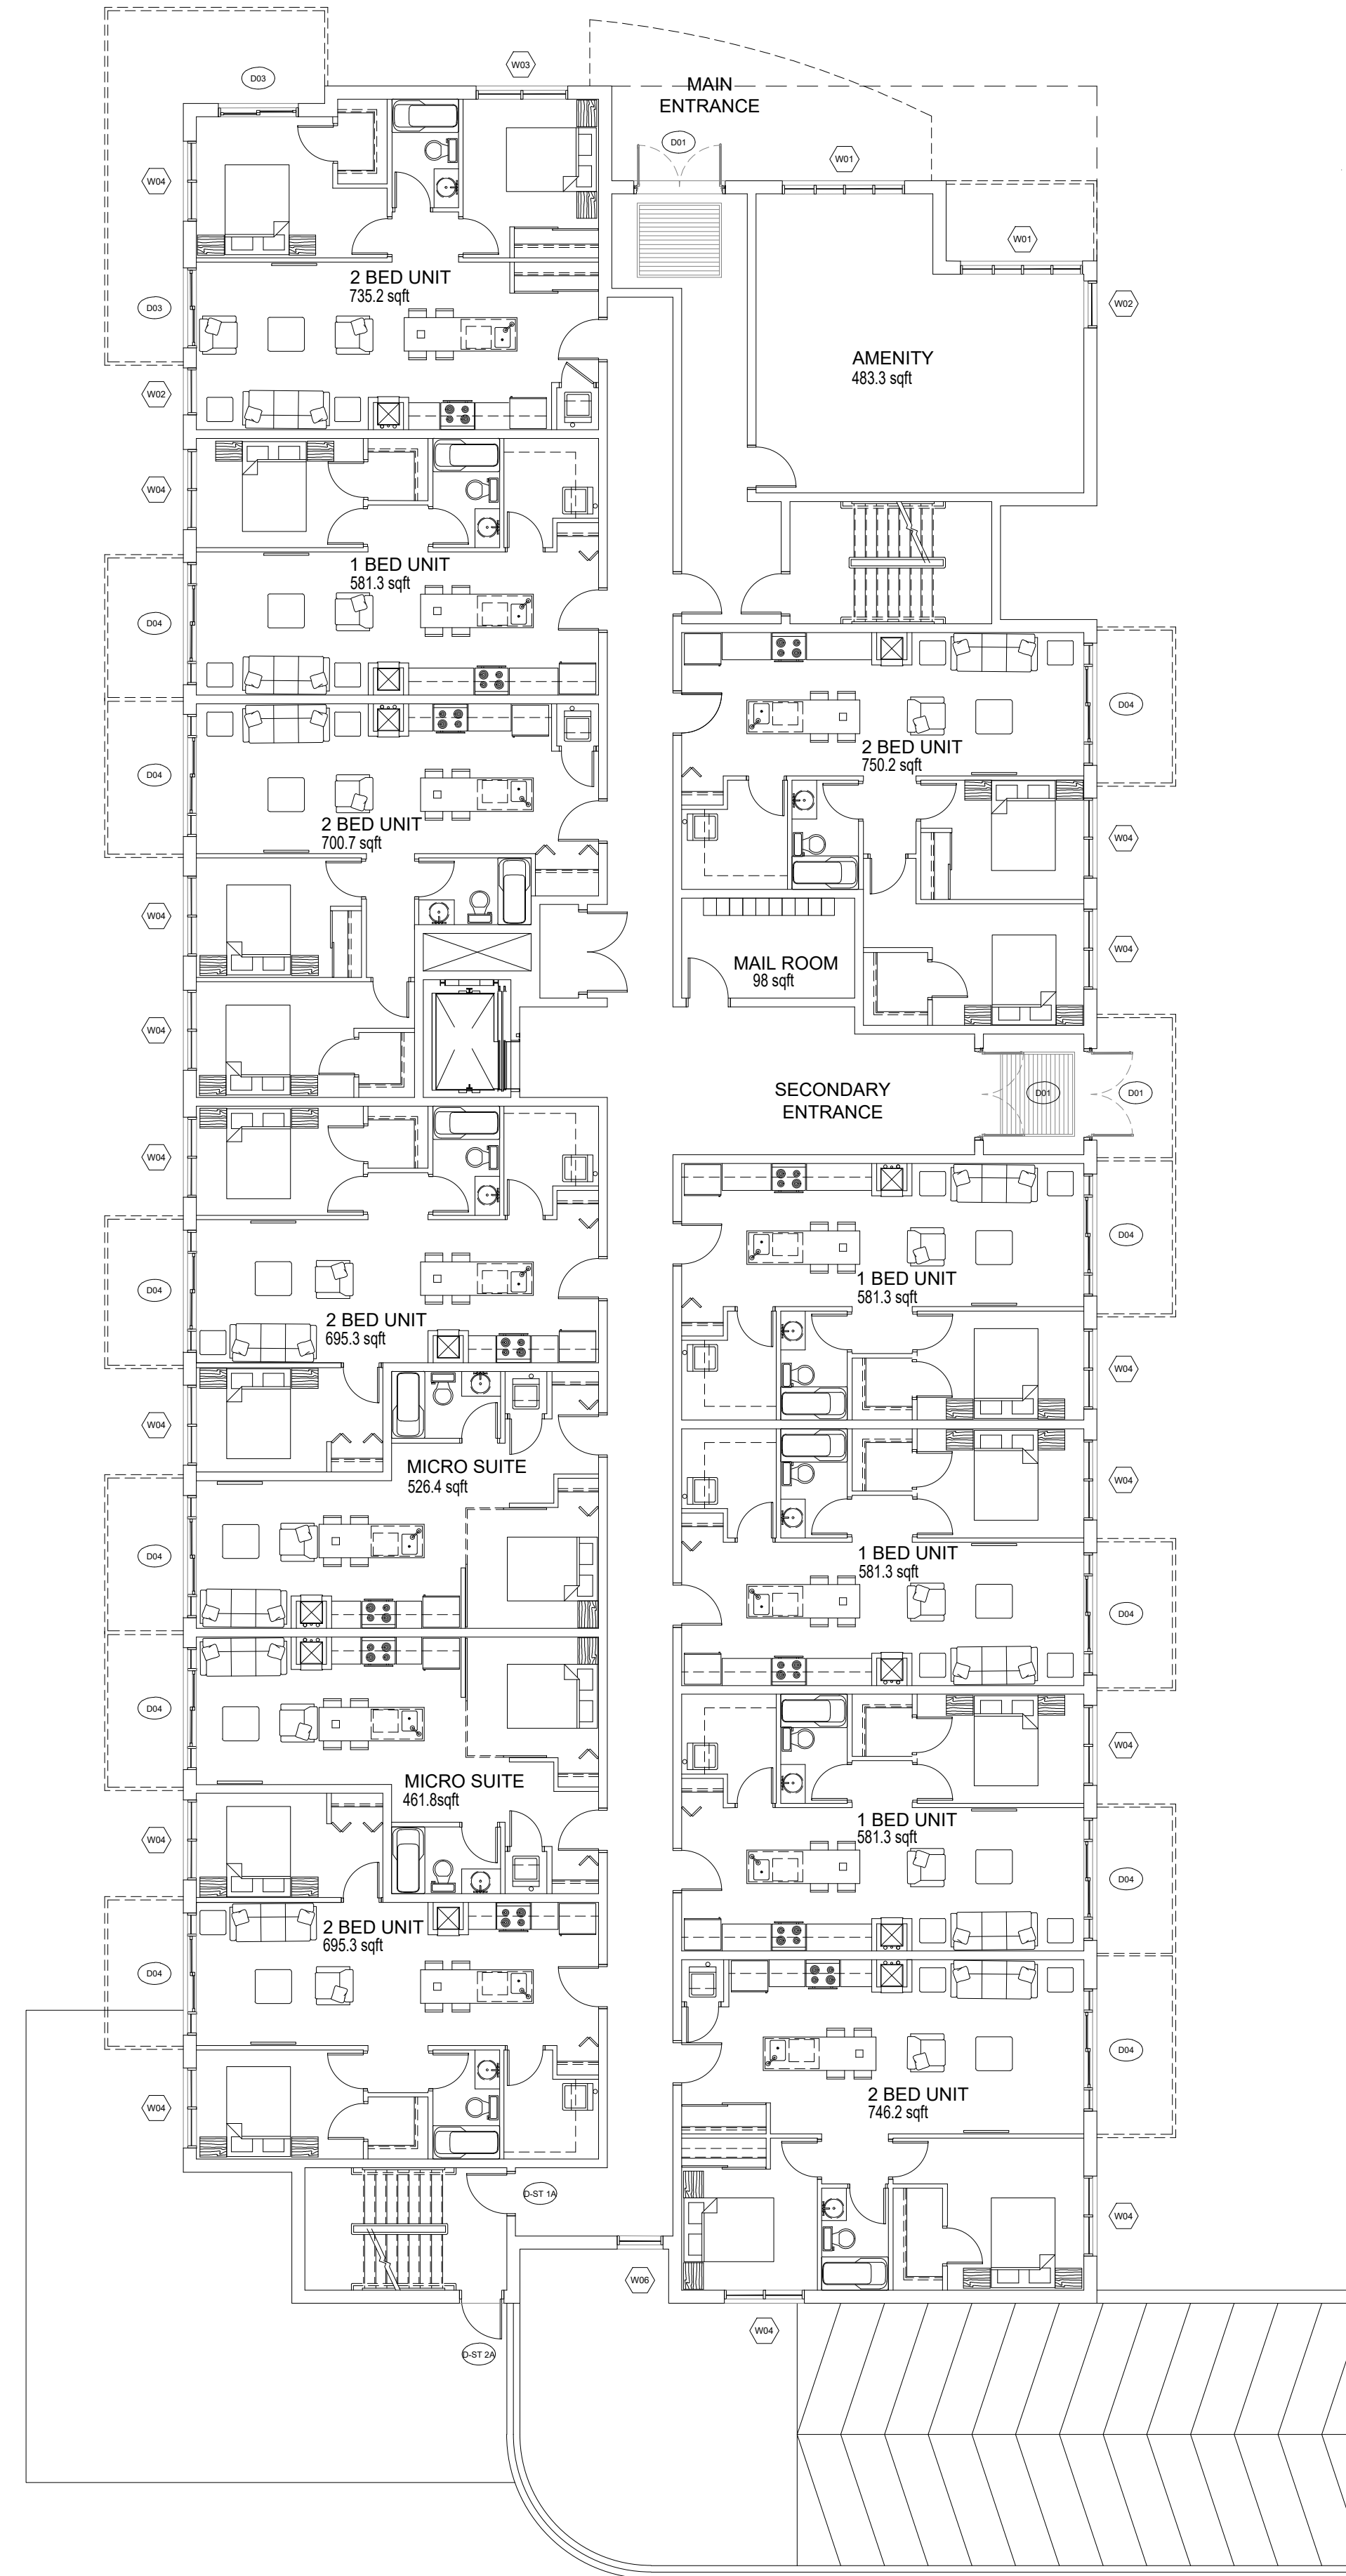 D03
W03
MAIN
ENTRANCE
D01
W01
W04
W01
2 BED UNIT
735.2 sqft
D03
W02
AMENITY
483.3 sqft
W02
W04
1 BED UNIT
581.3 sqft
D04
D04
2 BED UNIT
750.2 sqft
D04
2 BED UNIT
700.7 sqft
W04
W04
W04
MAIL ROOM
98 sqft
W04
SECONDARY
ENTRANCE
D01
D01
W04
D04
1 BED UNIT
581.3 sqft
D04
2 BED UNIT
695.3 sqft
W04
W04
MICRO SUITE
526.4 sqft
W04
D04
1 BED UNIT
581.3 sqft
D04
D04
W04
MICRO SUITE
461.8sqft
W04
1 BED UNIT
581.3 sqft
D04
2 BED UNIT
695.3 sqft
D04
D04
2 BED UNIT
746.2 sqft
W04
D-ST 1A
W04
W06
W04
D-ST 2A